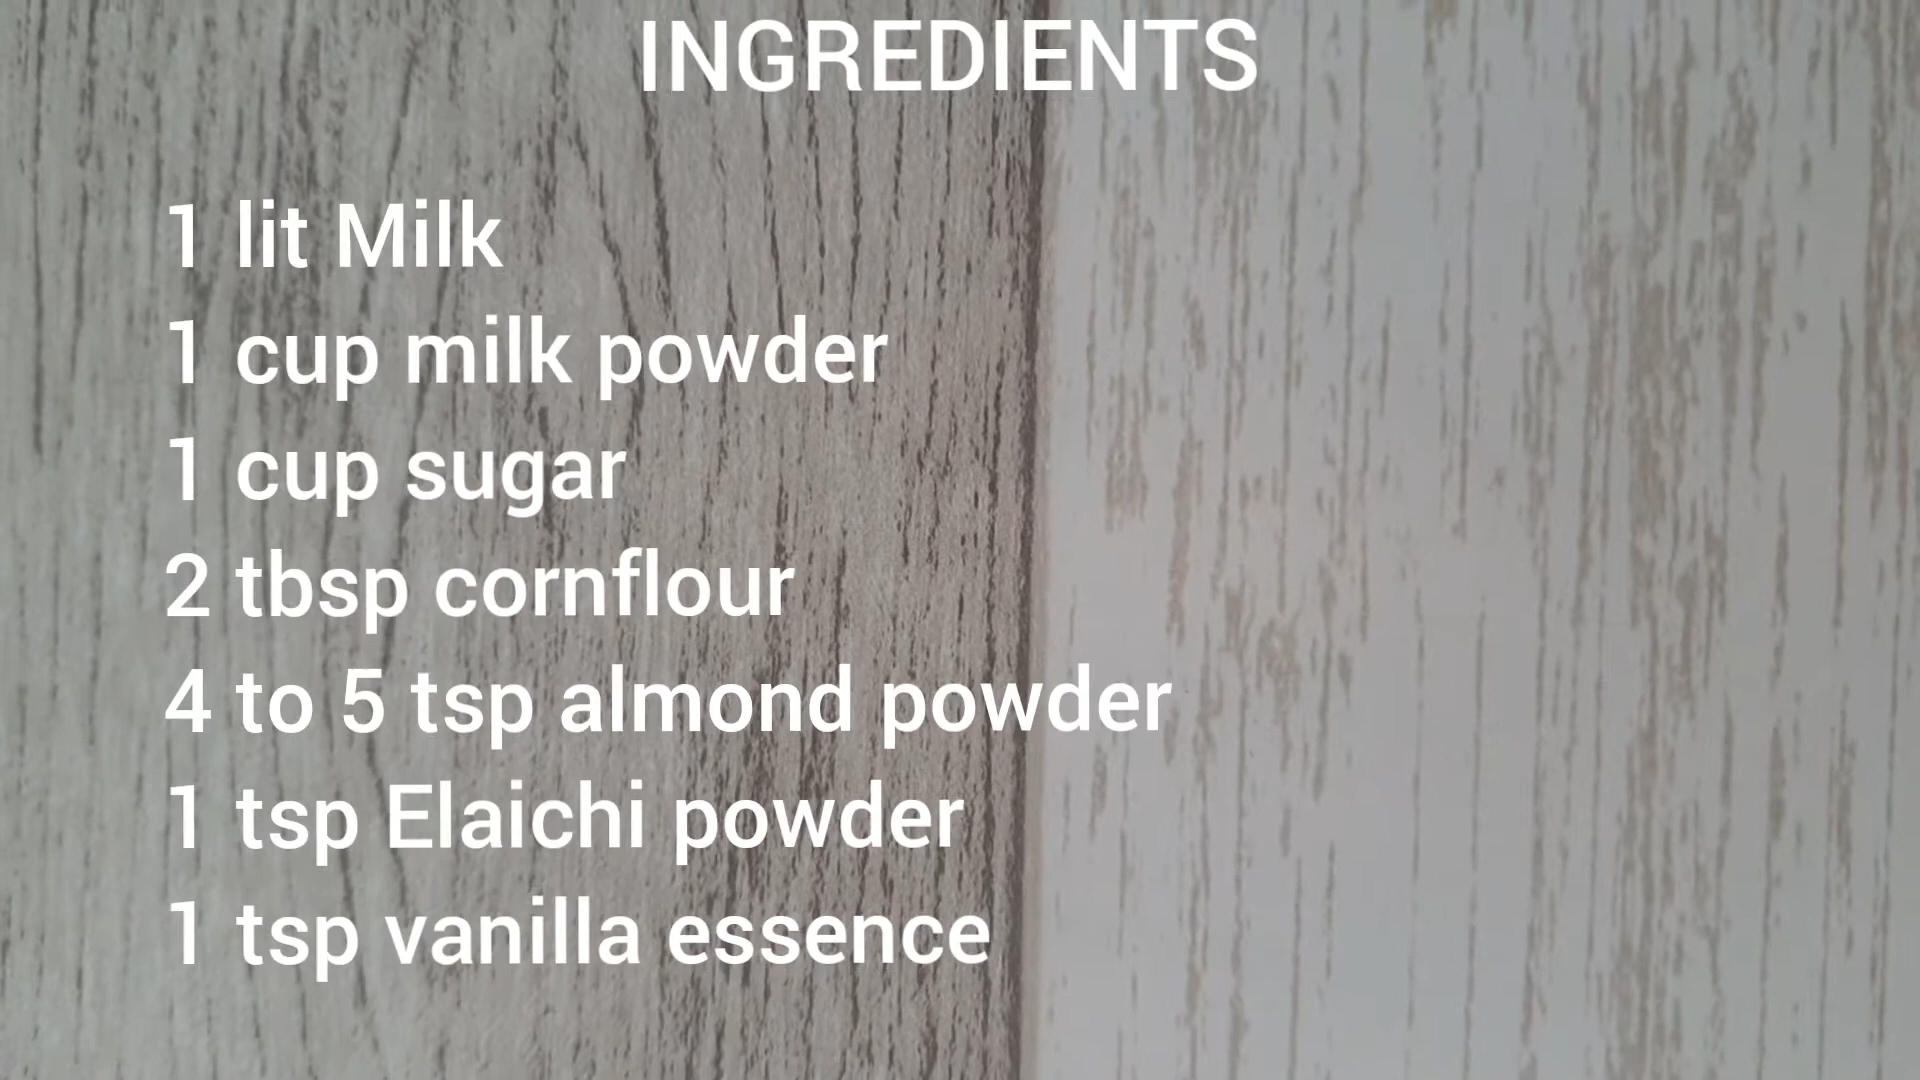 INGREDIENTS
1 lit Milk
1 cup milk powder
1 cup sugar
2 tbsp cornflour
4 to 5 tsp almond powder
1 tsp Elaichi powder
1 tsp vanilla essence